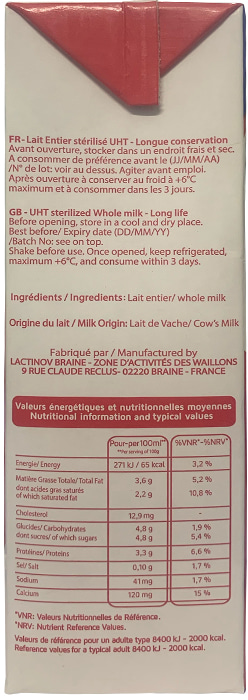 FR - Lait Entier stérilisé UHT - Longue conservation
Avant ouverture, stocker dans un endroit frais et sec.
A consommer de préférence avant le (JJ/MM/AA)
/N° de lot: voir au dessus. Agiter avant emploi.
Après ouverture à conserver au froid à +6°C
maximum et à consommer dans les 3 jours.
GB - UHT sterilized Whole milk - Long life
Before opening, store in a cool and dry place.
Best before/ Expiry date (DD/MM/YY)
/Batch No: see on top.
Shake before use. Once opened, keep refrigerated,
maximum +6°C, and consume within 3 days.
Ingrédients / Ingredients: Lait entier/ whole milk
Origine du lait / Milk Origin: Lait de Vache/ Cow's Milk
Fabriqué par / Manufactured by
LACTINOV BRAINE - ZONE D'ACTIVITÉS DES WAILLONS
9 RUE CLAUDE RECLUS- 02220 BRAINE - FRANCE
Valeurs énergétiques et nutritionnelles moyennes
Nutritional information and typical values
Pour-per100ml** %VNR*-%NRV*
**Per serving of 100g
Energie/ Energy 271 kJ / 65 kcal 3,2 %
Matière Grasse Totale/ Total Fat 3,6 g 5,2 %
dont acides gras saturés
of which saturated fat 2,2 g 10,8 %
Cholesterol 12,9 mg -
Glucides/ Carbohydrates 4,8 g 1,9 %
dont sucres/ of which sugars 4,8 g 5,4 %
Protéines/ Proteins 3,3 g 6,6 %
Sel/ Salt 0,10 g 1,7 %
Sodium 41 mg 1,7 %
Calcium 120 mg 15 %
*VNR: Valeurs Nutritionnelles de Référence.
*NRV: Nutrient Reference Values.
Valeurs de référence pour un adulte type 8400 kJ - 2000 kcal.
Reference values for a typical adult 8400 kJ - 2000 kcal.